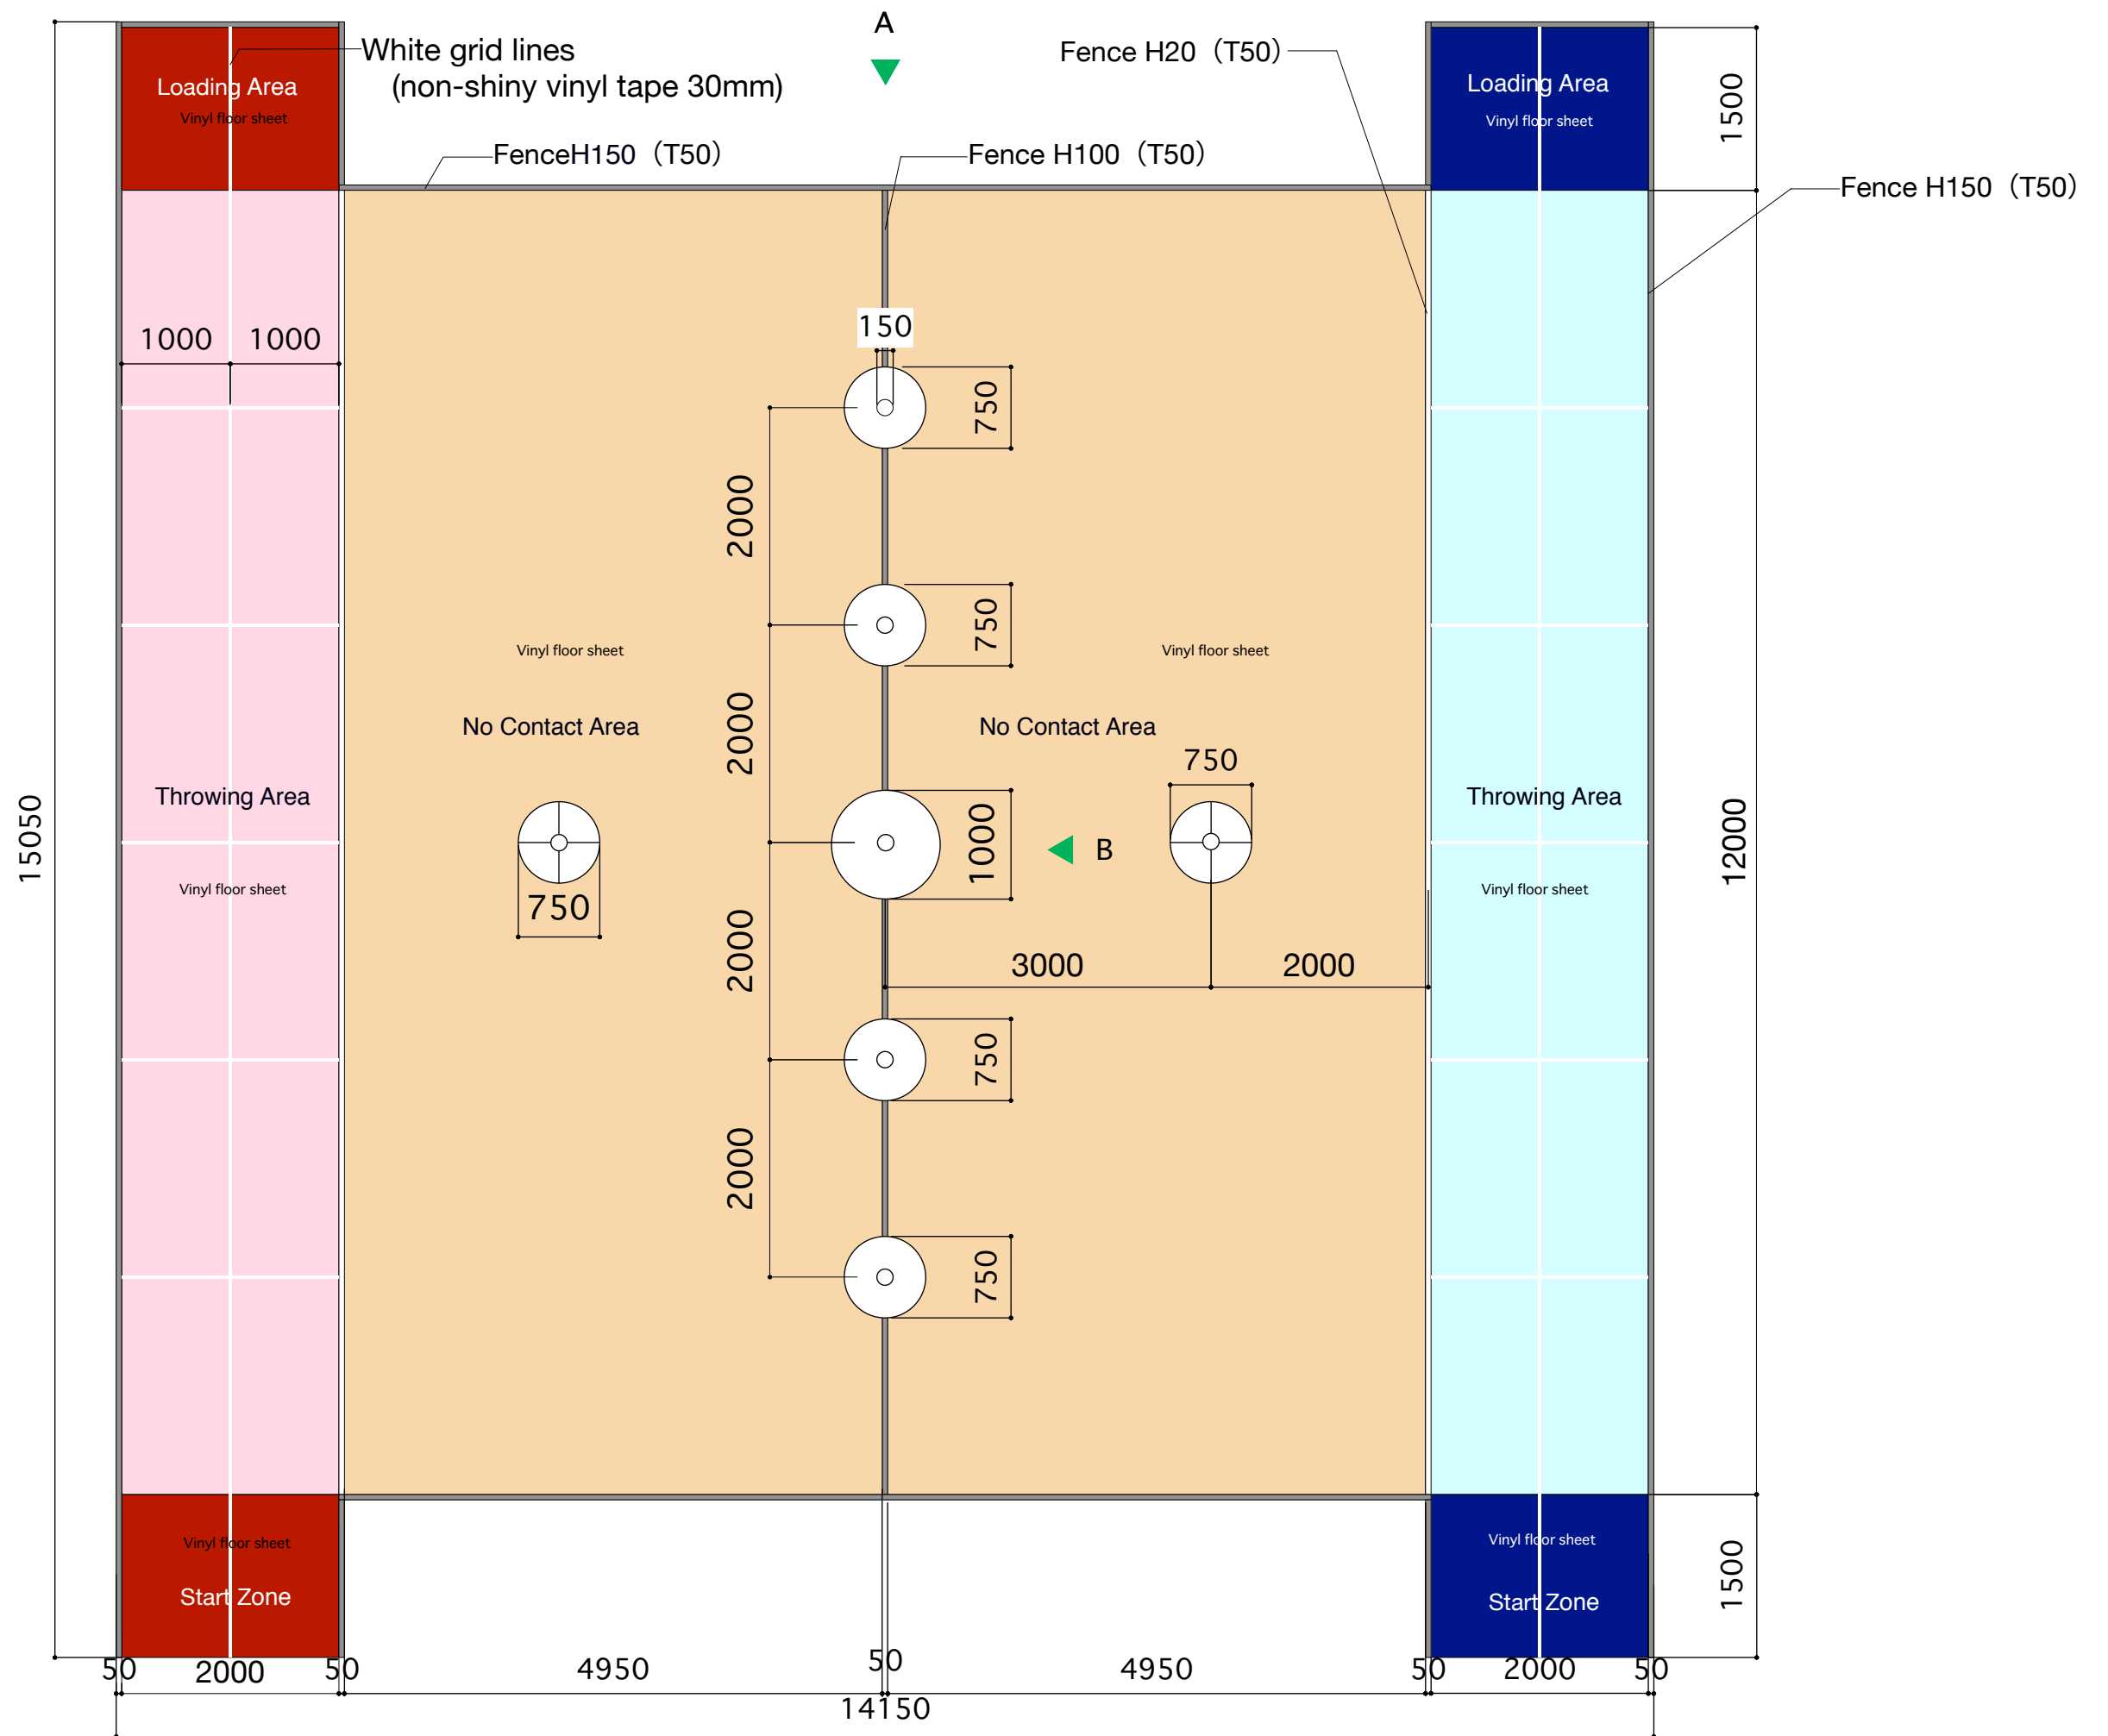 A
White grid lines
(non-shiny vinyl tape 30mm)
Fence H20（T50）
Loading Area
Vinyl floor sheet
Loading Area
Vinyl floor sheet
1500
FenceH150（T50）
Fence H100（T50）
Fence H150（T50）
150
1000
1000
750
2000
750
Vinyl floor sheet
Vinyl floor sheet
2000
No Contact Area
No Contact Area
750
Throwing Area
Throwing Area
15050
1000
B
12000
Vinyl floor sheet
Vinyl floor sheet
750
2000
3000
2000
750
2000
750
Vinyl floor sheet
Vinyl floor sheet
Start Zone
Start Zone
1500
50
2000
50
4950
50
4950
50
2000
50
14150